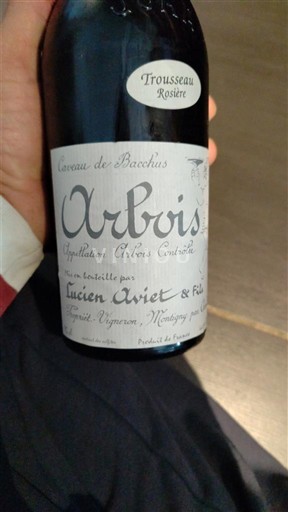 Trousseau
Rosière
Caveau de Bacchus
Arbois
Appellation Arbois Contrôlée
Mis en bouteille par
Lucien Aviet & Fils
Vigneron, Montigny
Produit de France